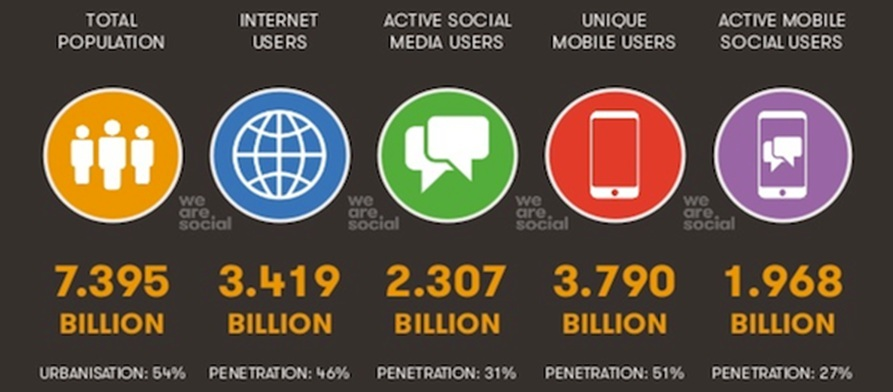 TOTAL
POPULATION
INTERNET
USERS
ACTIVE SOCIAL
MEDIA USERS
UNIQUE
MOBILE USERS
ACTIVE MOBILE
SOCIAL USERS
we
are
social
we
are
social
we
are
social
we
are
social
7.395
BILLION
URBANISATION: 54%
3.419
BILLION
PENETRATION: 46%
2.307
BILLION
PENETRATION: 31%
3.790
BILLION
PENETRATION: 51%
1.968
BILLION
PENETRATION: 27%